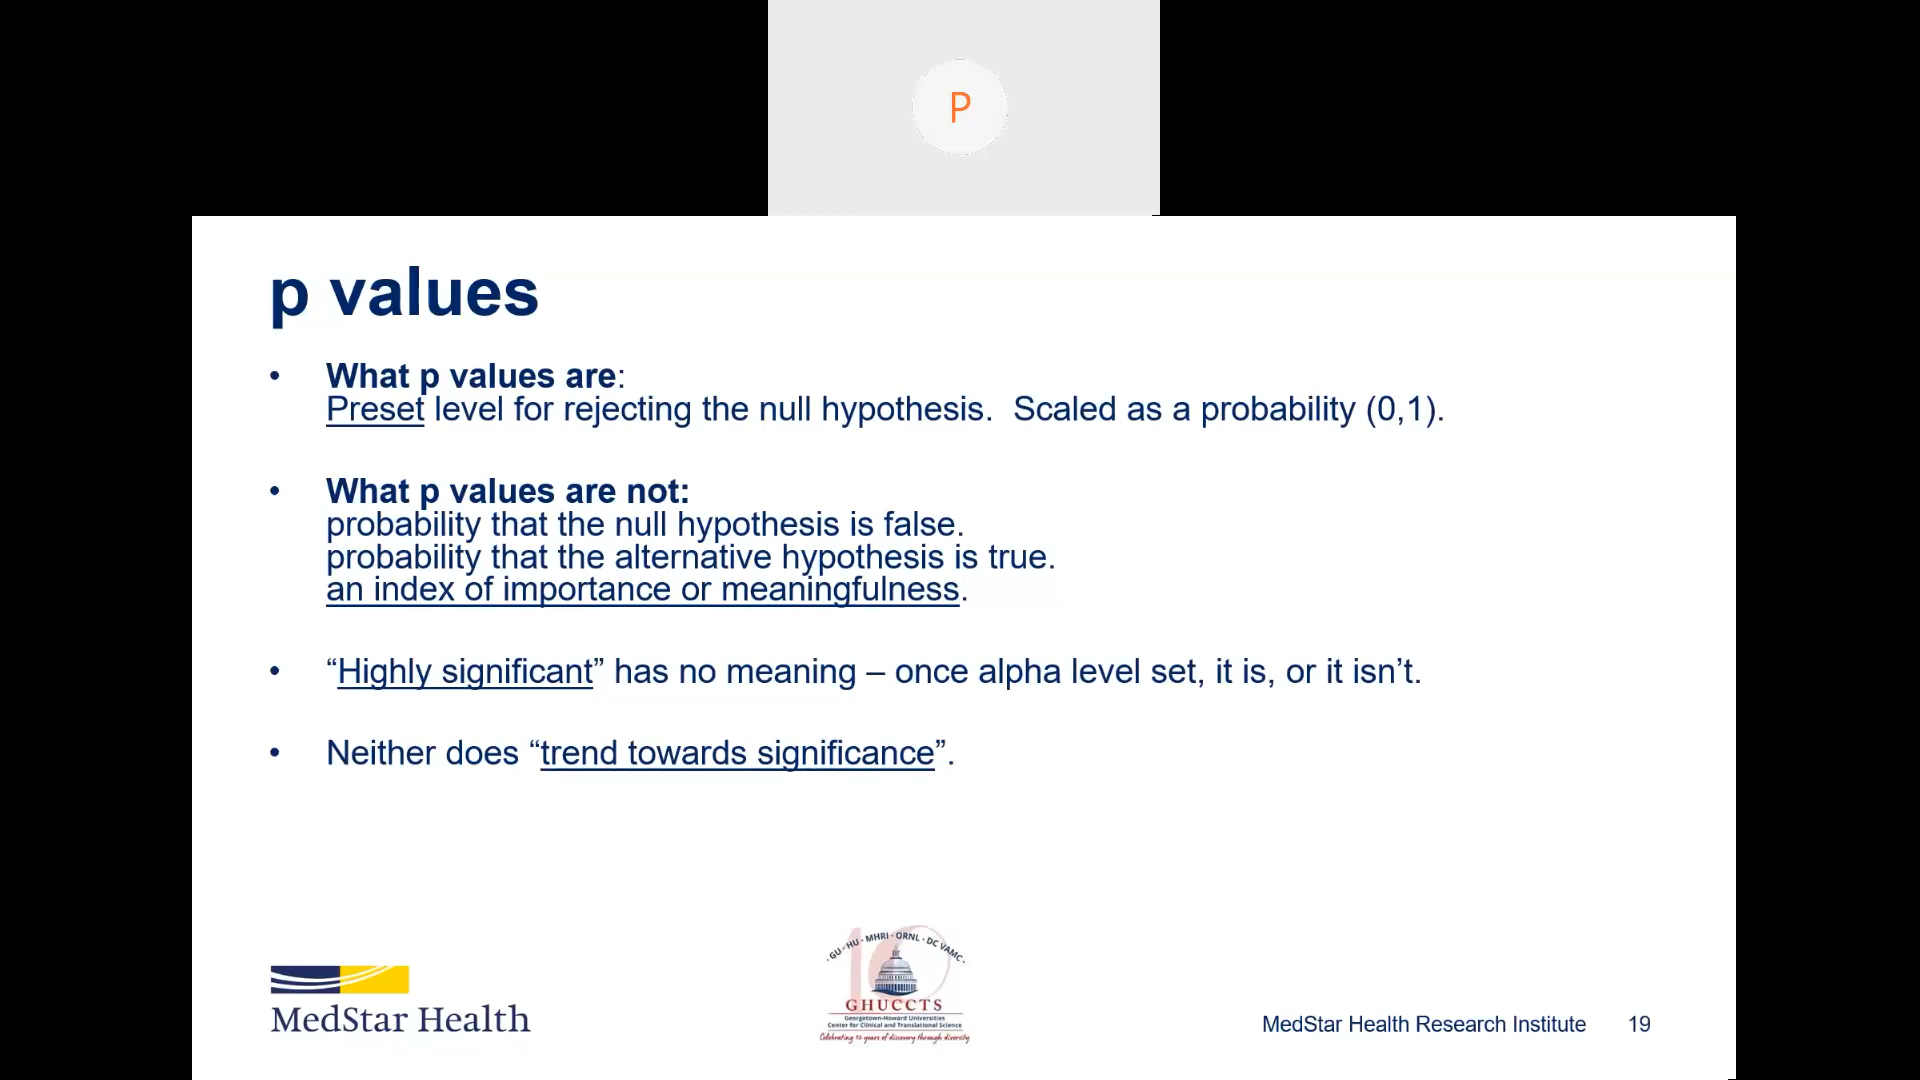 P
p values
• What p values are:
Preset level for rejecting the null hypothesis.  Scaled as a probability (0,1).
• What p values are not:
probability that the null hypothesis is false.
probability that the alternative hypothesis is true.
an index of importance or meaningfulness.
• “Highly significant” has no meaning – once alpha level set, it is, or it isn’t.
• Neither does “trend towards significance”.
MedStar Health
· GU · HU · MHRI · ORNL · DC VAMC ·
10
GHUCCTS
Georgetown-Howard Universities
Center for Clinical and Translational Science
Celebrating 10 years of discovery through diversity
MedStar Health Research Institute 19